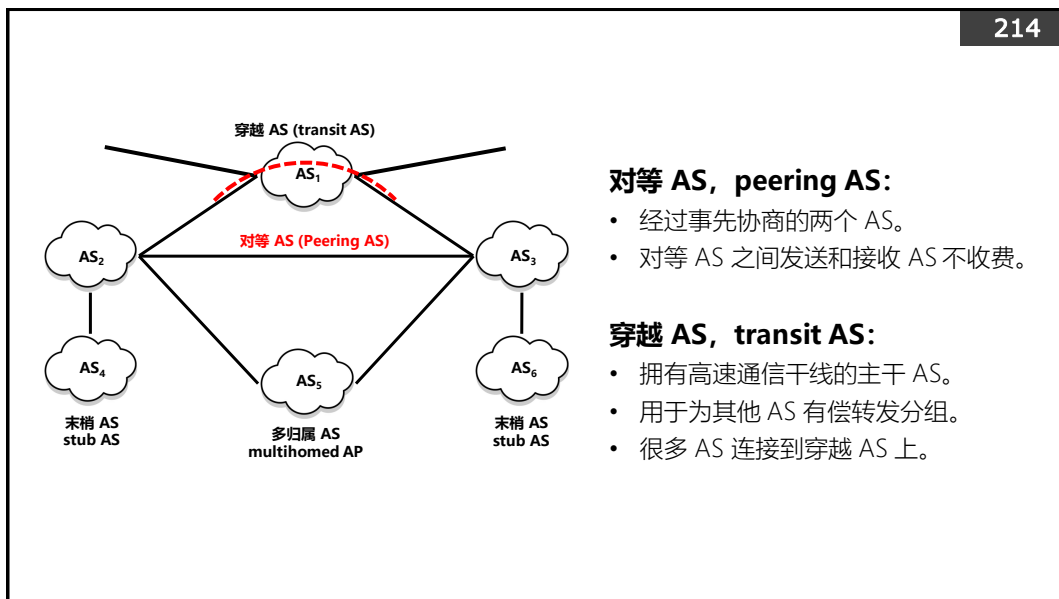 214
穿越 AS (transit AS)
AS1
对等 AS (Peering AS)
AS2
AS3
AS4
AS5
AS6
末梢 AS
stub AS
多归属 AS
multihomed AP
末梢 AS
stub AS
对等 AS，peering AS：
• 经过事先协商的两个 AS。
• 对等 AS 之间发送和接收 AS 不收费。
穿越 AS，transit AS：
• 拥有高速通信干线的主干 AS。
• 用于为其他 AS 有偿转发分组。
• 很多 AS 连接到穿越 AS 上。